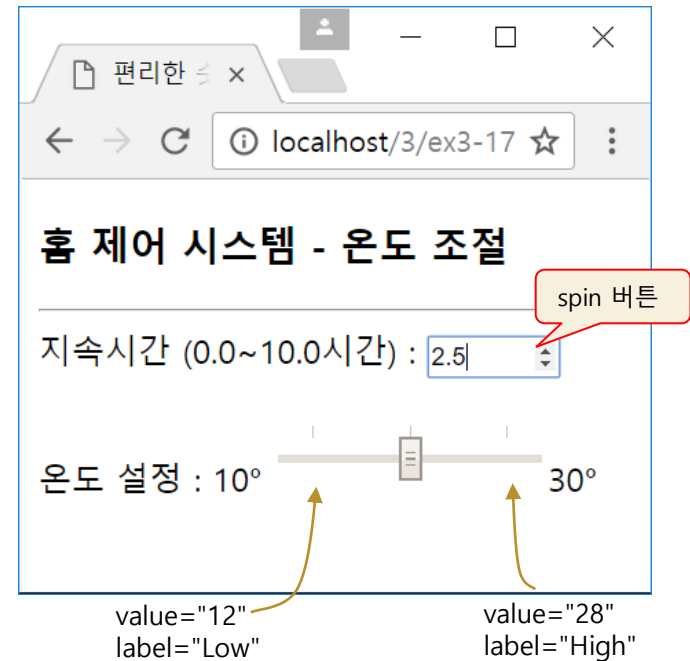 편리한
localhost/3/ex3-17
홈 제어 시스템 - 온도 조절
spin 버튼
지속시간 (0.0~10.0시간) : 2.5
온도 설정 : 10° 30°
value="12"
label="Low"
value="28"
label="High"